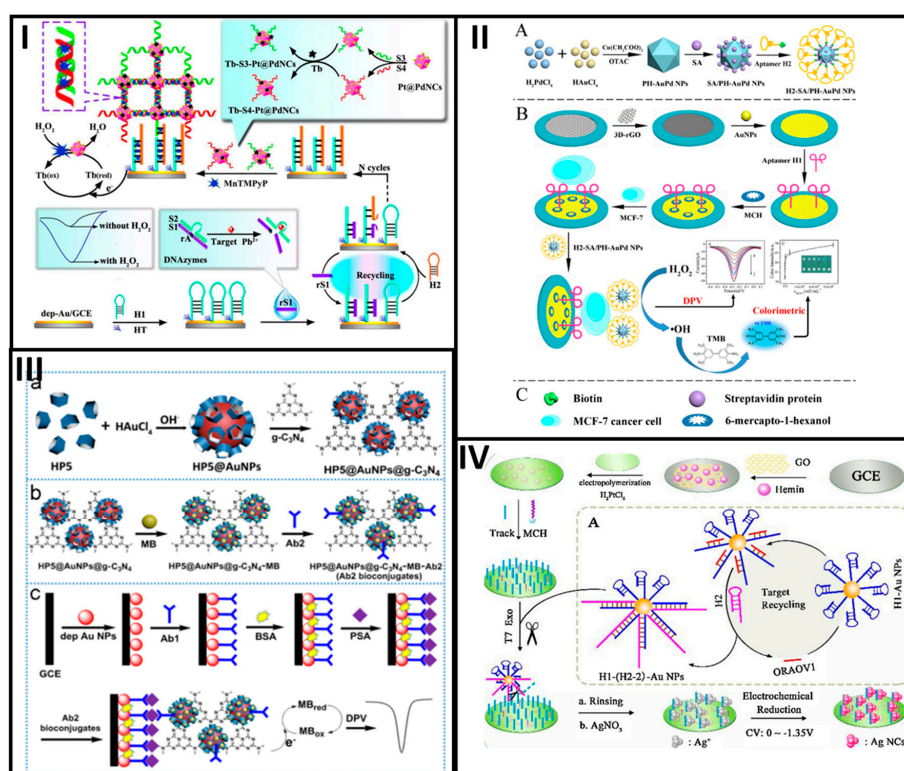 I
Tb-S3-Pt@PdNCs
Tb
S3
S4
Tb-S4-Pt@PdNCs
Pt@PdNCs
H₂O₂
H₂O
Tb(ox)
Tb(red)
e⁻
MnTMPyP
N cycles
without H₂O₂
with H₂O₂
S2
S1
rA
Target
Pb²⁺
DNAzymes
rS1
Recycling
H2
dep-Au/GCE
H1
HT
rS1
II
A
H₂PdCl₄
HAuCl₄
Cu(CH₃COO)₂
OTAC
PH-AuPd NPs
SA
SA/PH-AuPd NPs
Aptamer H2
H2-SA/PH-AuPd NPs
B
3D-rGO
AuNPs
Aptamer H1
MCF-7
MCH
H2-SA/PH-AuPd NPs
H₂O₂
DPV
Potential/V
Colorimetric
•OH
TMB
ox TMB
C
Biotin
Streptavidin protein
MCF-7 cancer cell
6-mercapto-1-hexanol
III
a
HP5
+ HAuCl₄
OH⁻
HP5@AuNPs
g-C₃N₄
HP5@AuNPs@g-C₃N₄
b
MB
Ab2
HP5@AuNPs@g-C₃N₄
HP5@AuNPs@g-C₃N₄-MB
HP5@AuNPs@g-C₃N₄-MB-Ab2
(Ab2 bioconjugates)
C
dep Au NPs
Ab1
BSA
PSA
GCE
Ab2
bioconjugates
MBred
MBox
e⁻
DPV
IV
electropolymerization
H₂PtCl₆
GO
Hemin
GCE
Track
MCH
A
H2
Target
Recycling
H1-Au NPs
T7 Exo
ORAOV1
H1-(H2-2)-Au NPs
a. Rinsing
b. AgNO₃
Electrochemical
Reduction
CV: 0 ~ -1.35V
: Ag⁺
: Ag NCs